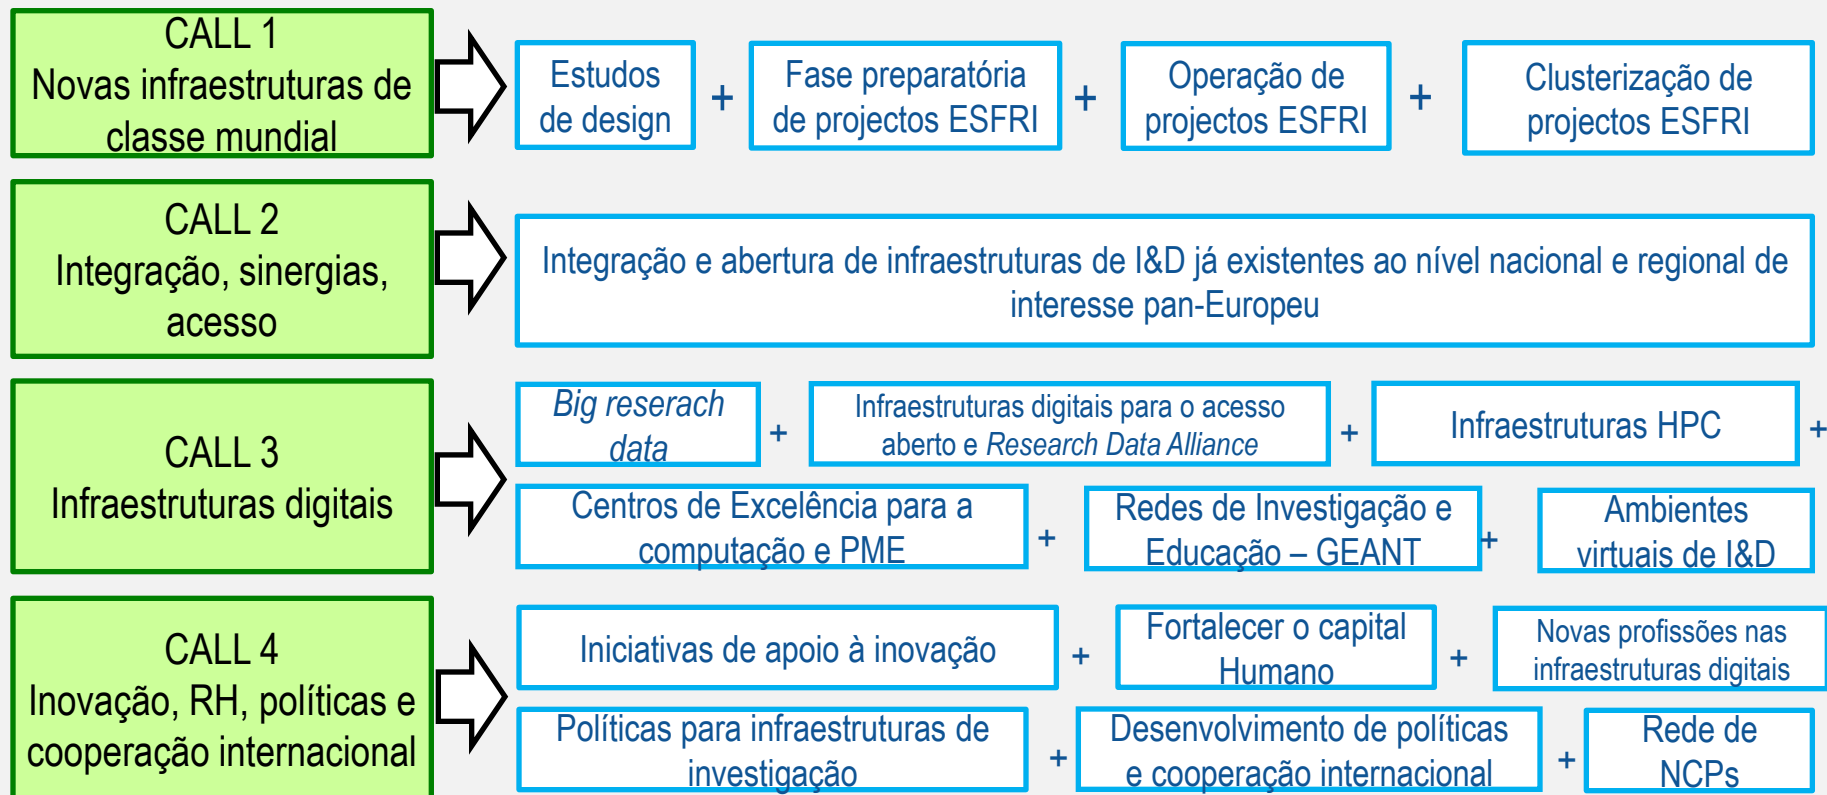 CALL 1
Novas infraestruturas de
classe mundial
Estudos
de design
+
Fase preparatória
de projectos ESFRI
+
Operação de
projectos ESFRI
+
Clusterização de
projectos ESFRI
CALL 2
Integração, sinergias,
acesso
Integração e abertura de infraestruturas de I&D já existentes ao nível nacional e regional de
interesse pan-Europeu
CALL 3
Infraestruturas digitais
Big reserach
data
+
Infraestruturas digitais para o acesso
aberto e Research Data Alliance
+
Infraestruturas HPC
+
Centros de Excelência para a
computação e PME
+
Redes de Investigação e
Educação – GEANT
+
Ambientes
virtuais de I&D
CALL 4
Inovação, RH, políticas e
cooperação internacional
Iniciativas de apoio à inovação
+
Fortalecer o capital
Humano
+
Novas profissões nas
infraestruturas digitais
Políticas para infraestruturas de
investigação
+
Desenvolvimento de políticas
e cooperação internacional
+
Rede de
NCPs